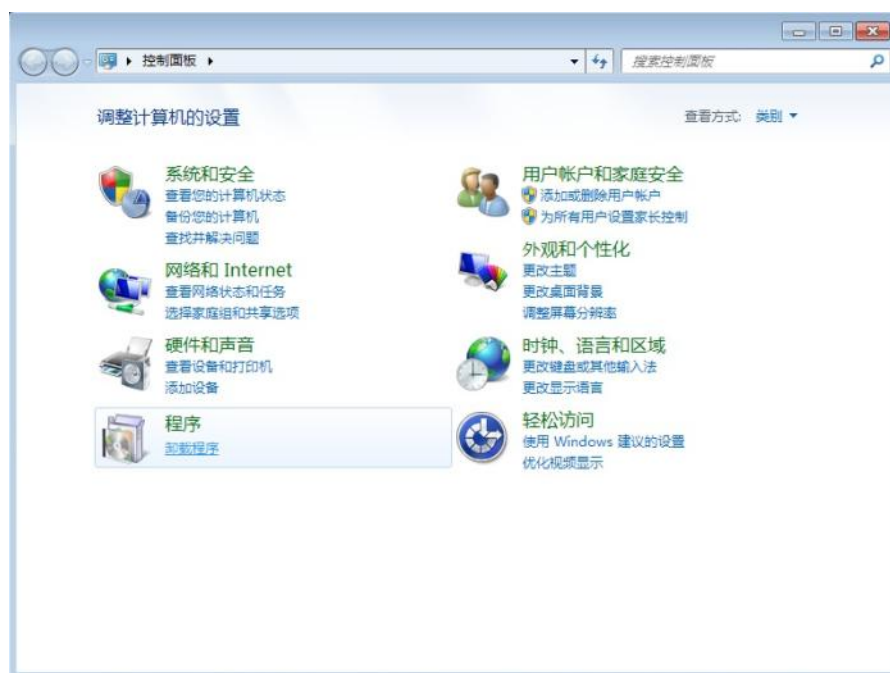 控制面板
搜索控制面板
调整计算机的设置
查看方式: 类别
系统和安全
查看您的计算机状态
备份您的计算机
查找并解决问题
网络和 Internet
查看网络状态和任务
选择家庭组和共享选项
硬件和声音
查看设备和打印机
添加设备
程序
卸载程序
用户帐户和家庭安全
添加或删除用户帐户
为所有用户设置家长控制
外观和个性化
更改主题
更改桌面背景
调整屏幕分辨率
时钟、语言和区域
更改键盘或其他输入法
更改显示语言
轻松访问
使用 Windows 建议的设置
优化视频显示